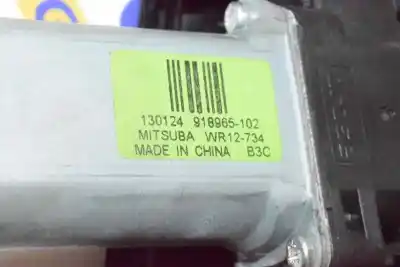 130124 918965-102
MITSUBA WR12-734
MADE IN CHINA B3C